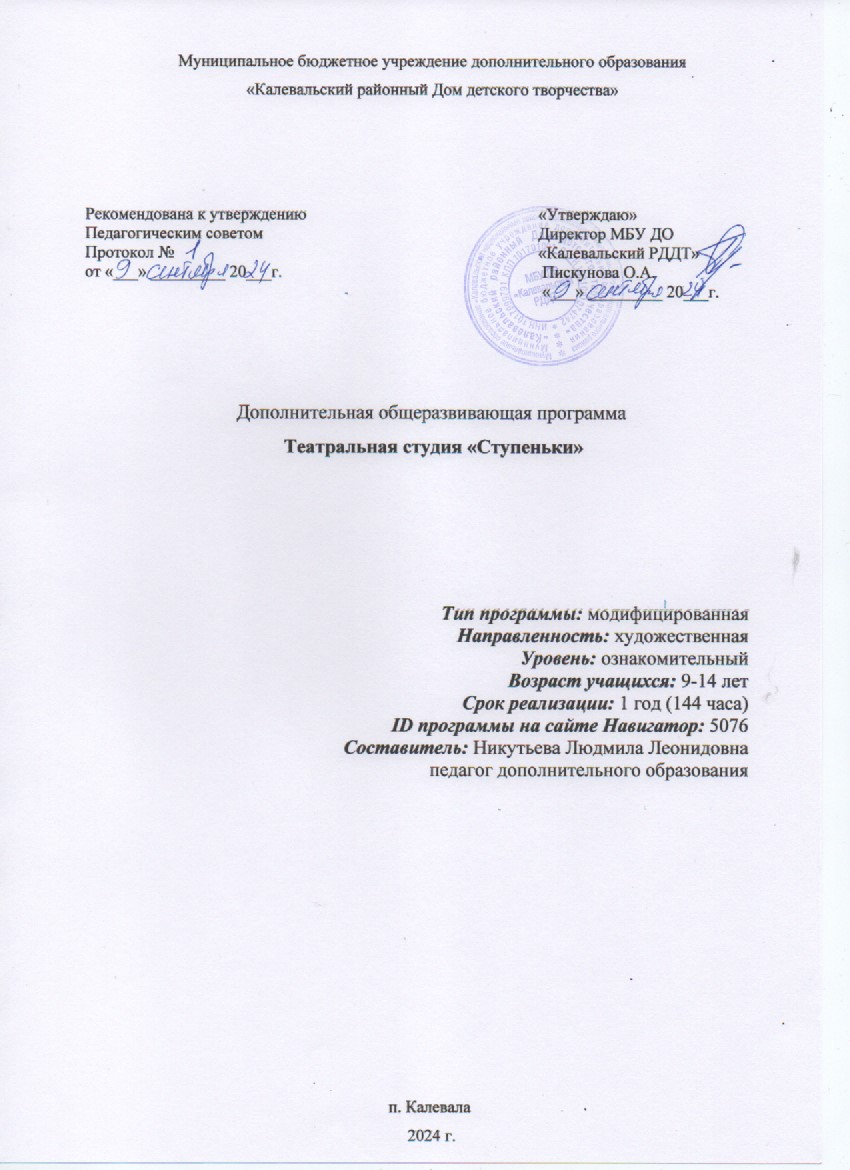 Муниципальное бюджетное учреждение дополнительного образования
«Калевальский районный Дом детского творчества»
Рекомендована к утверждению
Педагогическим советом
Протокол № 1
от «9» сентября 2024 г.
«Утверждаю»
Директор МБУ ДО
«Калевальский РДДТ»
Пискунова О.А.
«9» сентября 2024 г.
Дополнительная общеразвивающая программа
Театральная студия «Ступеньки»
Тип программы: модифицированная
Направленность: художественная
Уровень: ознакомительный
Возраст учащихся: 9-14 лет
Срок реализации: 1 год (144 часа)
ID программы на сайте Навигатор: 5076
Составитель: Никутьева Людмила Леонидовна
педагог дополнительного образования
п. Калевала
2024 г.